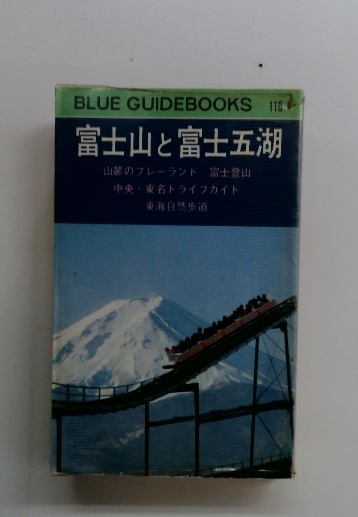 BLUE GUIDEBOOKS 118
富士山と富士五湖
山麓のプレーランド 富士登山
中央・東名ドライブガイド
東海自然歩道